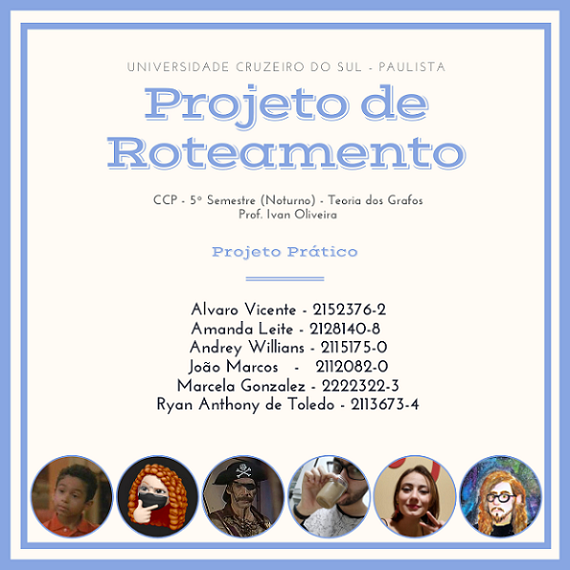 UNIVERSIDADE CRUZEIRO DO SUL - PAULISTA
Projeto de
Roteamento
CCP - 5º Semestre (Noturno) - Teoria dos Grafos
Prof. Ivan Oliveira
Projeto Prático
Alvaro Vicente - 2152376-2
Amanda Leite - 2128140-8
Andrey Willians - 2115175-0
João Marcos - 2112082-0
Marcela Gonzalez - 2222322-3
Ryan Anthony de Toledo - 2113673-4